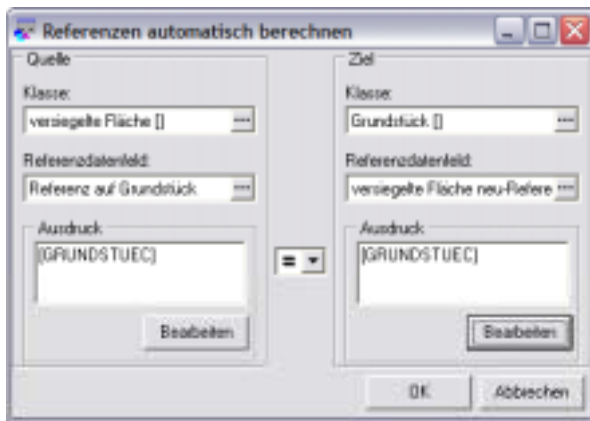 Referenzen automatisch berechnen
Quelle
Klasse:
versiegelte Fläche []
Referenzdatenfeld:
Referenz auf Grundstück
Ausdruck
[GRUNDSTUEC]
Bearbeiten
=
Ziel
Klasse:
Grundstück []
Referenzdatenfeld:
versiegelte Fläche neu-Refere
Ausdruck
[GRUNDSTUEC]
Bearbeiten
OK
Abbrechen